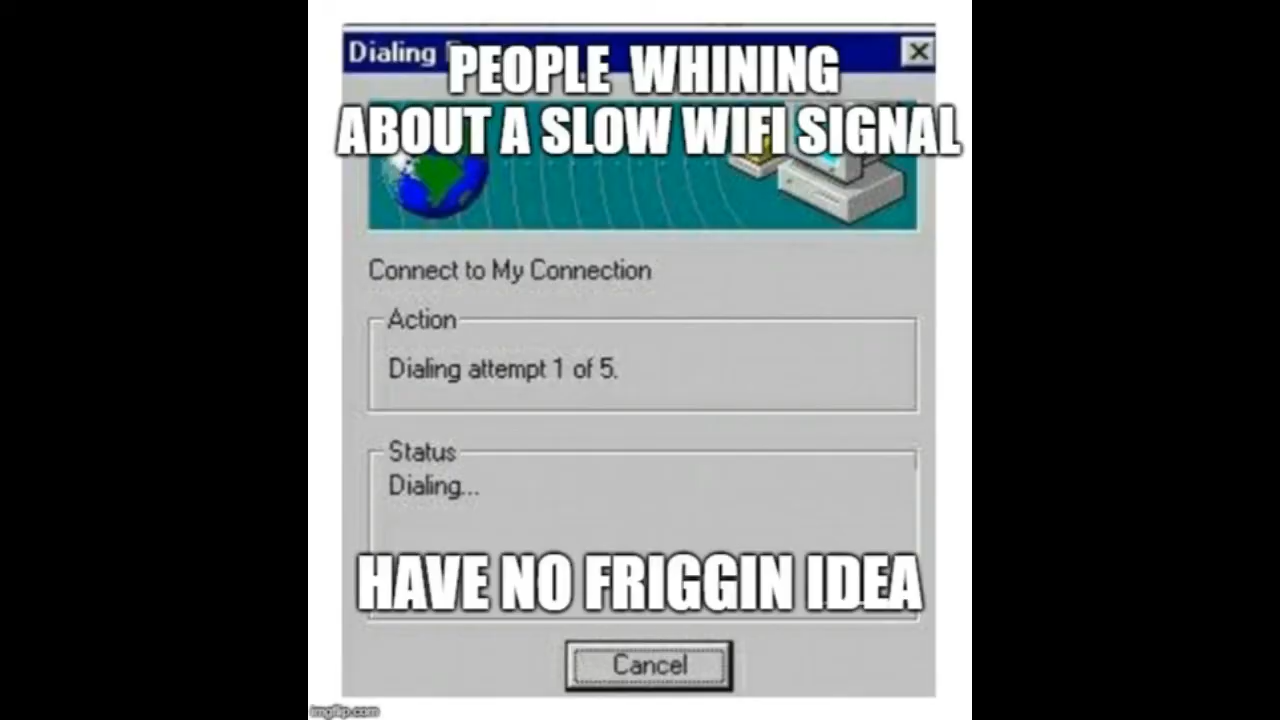 Dialing
PEOPLE WHINING
ABOUT A SLOW WIFI SIGNAL
Connect to My Connection
Action
Dialing attempt 1 of 5.
Status
Dialing...
HAVE NO FRIGGIN IDEA
Cancel
imgflip.com